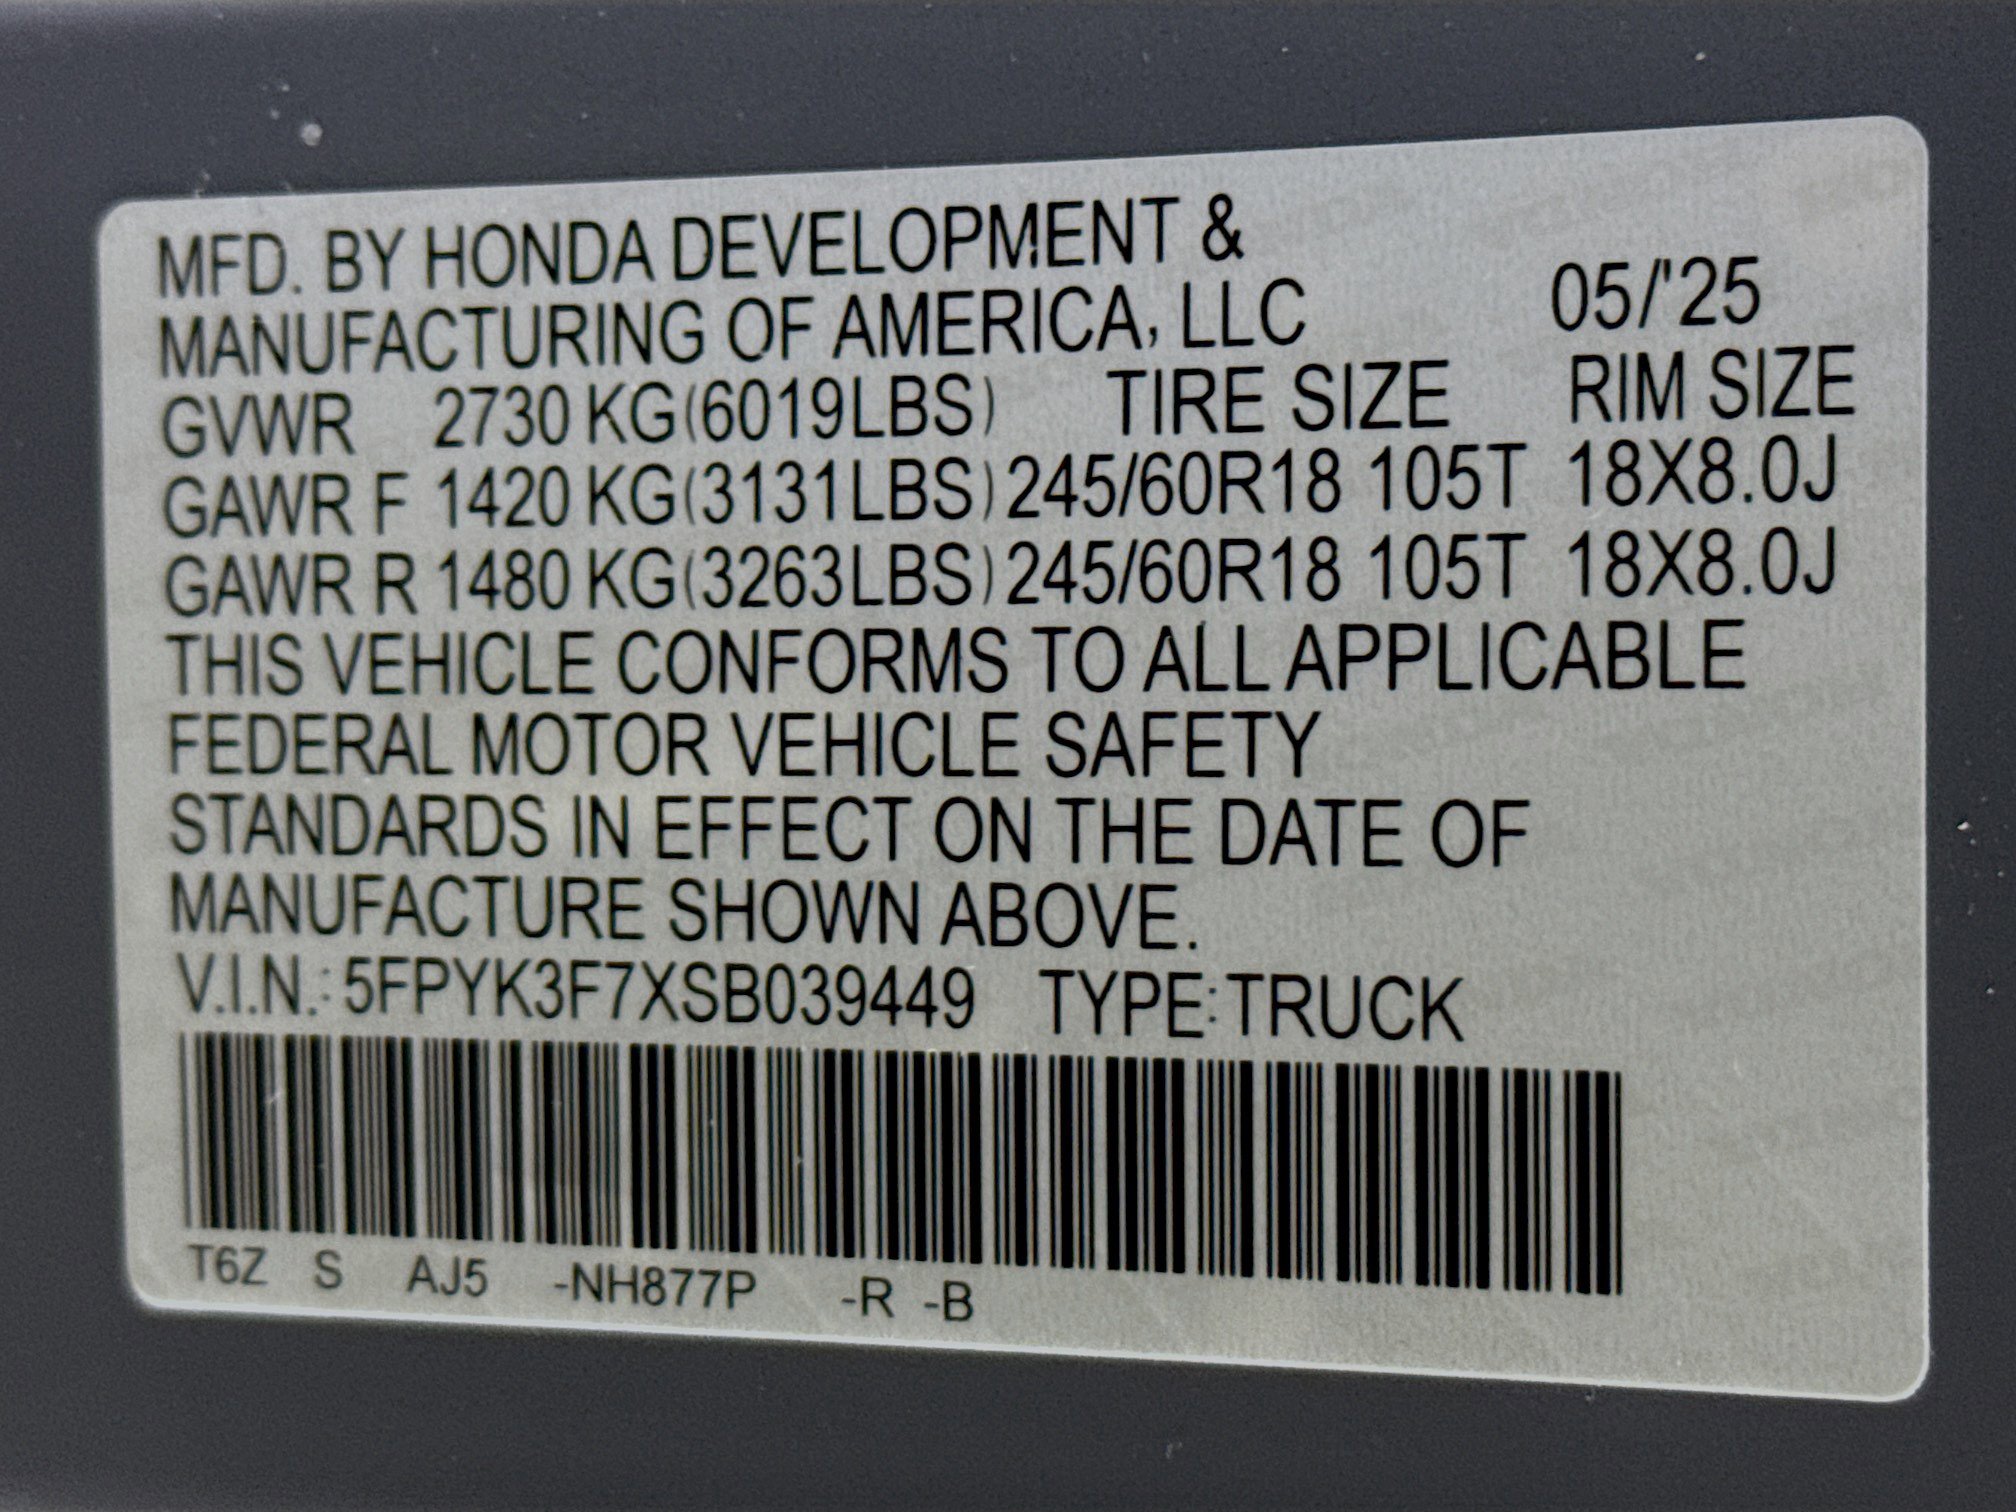 MFD. BY HONDA DEVELOPMENT &
MANUFACTURING OF AMERICA, LLC 05/'25
GVWR 2730 KG(6019LBS) TIRE SIZE RIM SIZE
GAWR F 1420 KG(3131LBS) 245/60R18 105T 18X8.0J
GAWR R 1480 KG(3263LBS) 245/60R18 105T 18X8.0J
THIS VEHICLE CONFORMS TO ALL APPLICABLE
FEDERAL MOTOR VEHICLE SAFETY
STANDARDS IN EFFECT ON THE DATE OF
MANUFACTURE SHOWN ABOVE.
V.I.N.: 5FPYK3F7XSB039449 TYPE:TRUCK
T6Z S AJ5 -NH877P -R -B